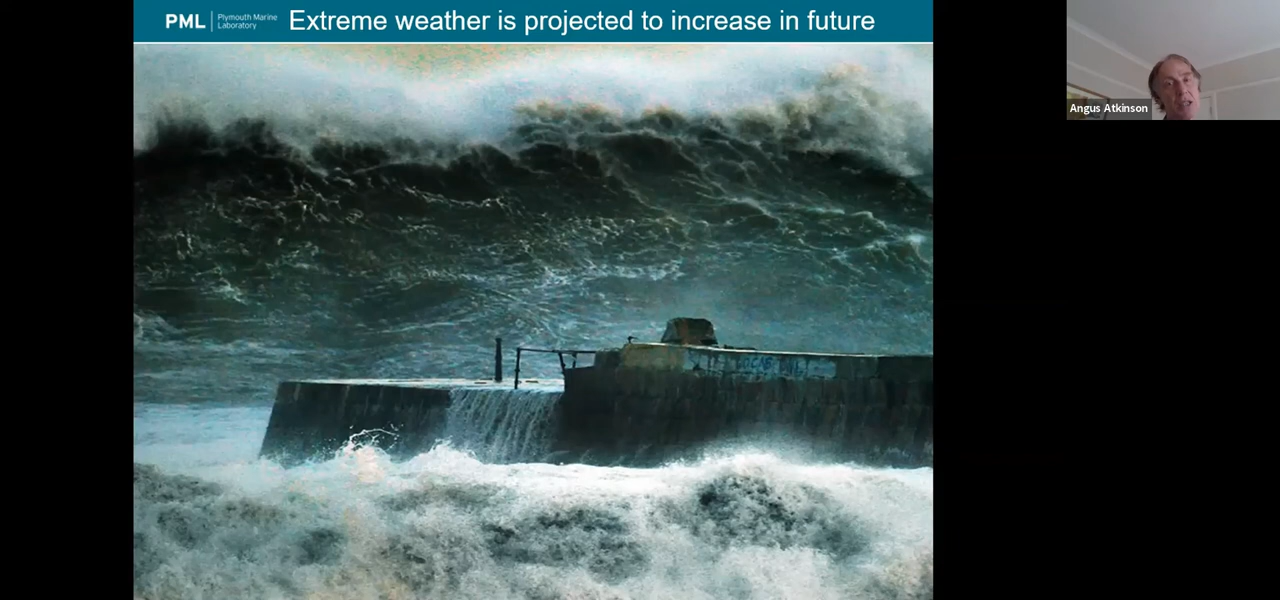 PML
Plymouth Marine
Laboratory
Extreme weather is projected to increase in future
Angus Atkinson